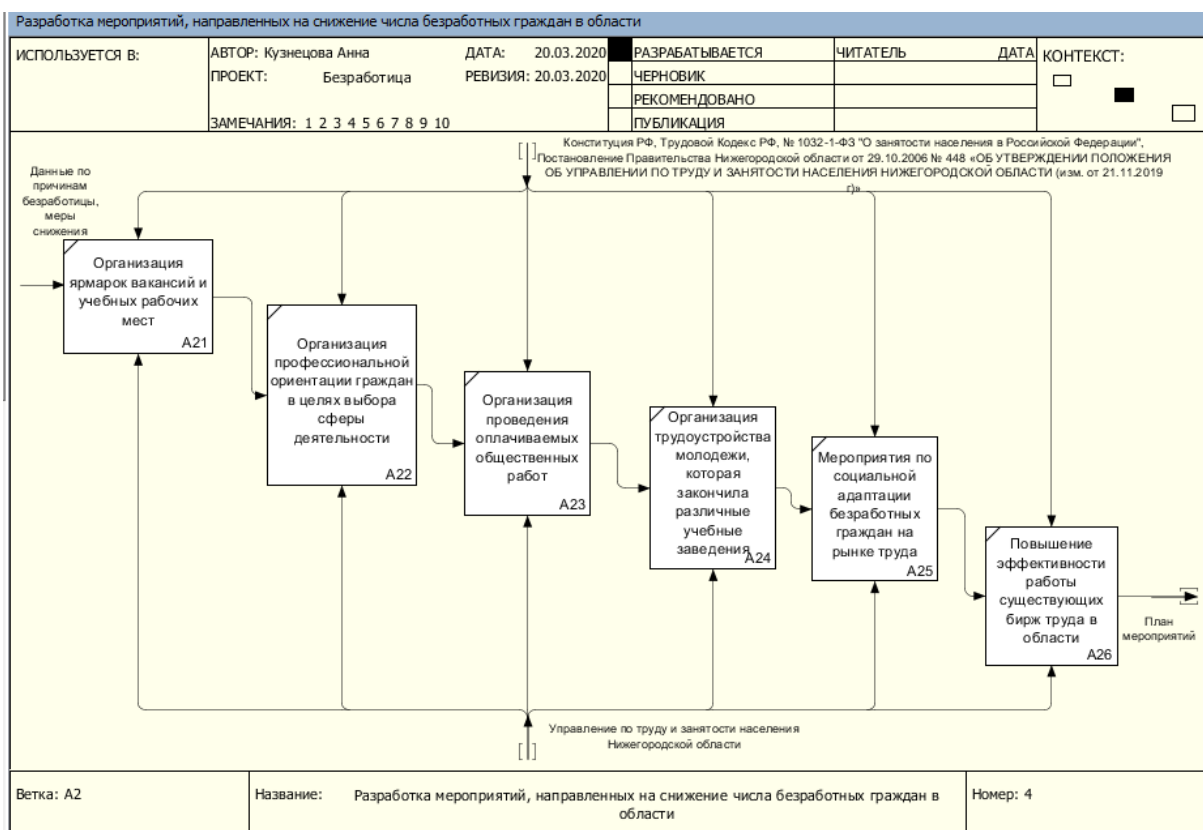 Разработка мероприятий, направленных на снижение числа безработных граждан в области
ИСПОЛЬЗУЕТСЯ В:
АВТОР: Кузнецова Анна
ДАТА: 20.03.2020
ПРОЕКТ: Безработица
РЕВИЗИЯ: 20.03.2020
ЗАМЕЧАНИЯ: 1 2 3 4 5 6 7 8 9 10
РАЗРАБАТЫВАЕТСЯ
ЧЕРНОВИК
РЕКОМЕНДОВАНО
ПУБЛИКАЦИЯ
ЧИТАТЕЛЬ
ДАТА
КОНТЕКСТ:
Конституция РФ, Трудовой Кодекс РФ, № 1032-1-ФЗ "О занятости населения в Российской Федерации",
Постановление Правительства Нижегородской области от 29.10.2006 № 448 «ОБ УТВЕРЖДЕНИИ ПОЛОЖЕНИЯ
ОБ УПРАВЛЕНИИ ПО ТРУДУ И ЗАНЯТОСТИ НАСЕЛЕНИЯ НИЖЕГОРОДСКОЙ ОБЛАСТИ (изм. от 21.11.2019
г)»
Данные по
причинам
безработицы,
меры
снижения
Организация
ярмарок вакансий и
учебных рабочих
мест
A21
Организация
профессиональной
ориентации граждан
в целях выбора
сферы
деятельности
A22
Организация
проведения
оплачиваемых
общественных
работ
A23
Организация
трудоустройства
молодежи,
которая
закончила
различные
учебные
заведения
A24
Мероприятия по
социальной
адаптации
безработных
граждан на
рынке труда
A25
Повышение
эффективности
работы
существующих
бирж труда в
области
A26
План
мероприятий
Управление по труду и занятости населения
Нижегородской области
Ветка: A2
Название: Разработка мероприятий, направленных на снижение числа безработных граждан в
области
Номер: 4